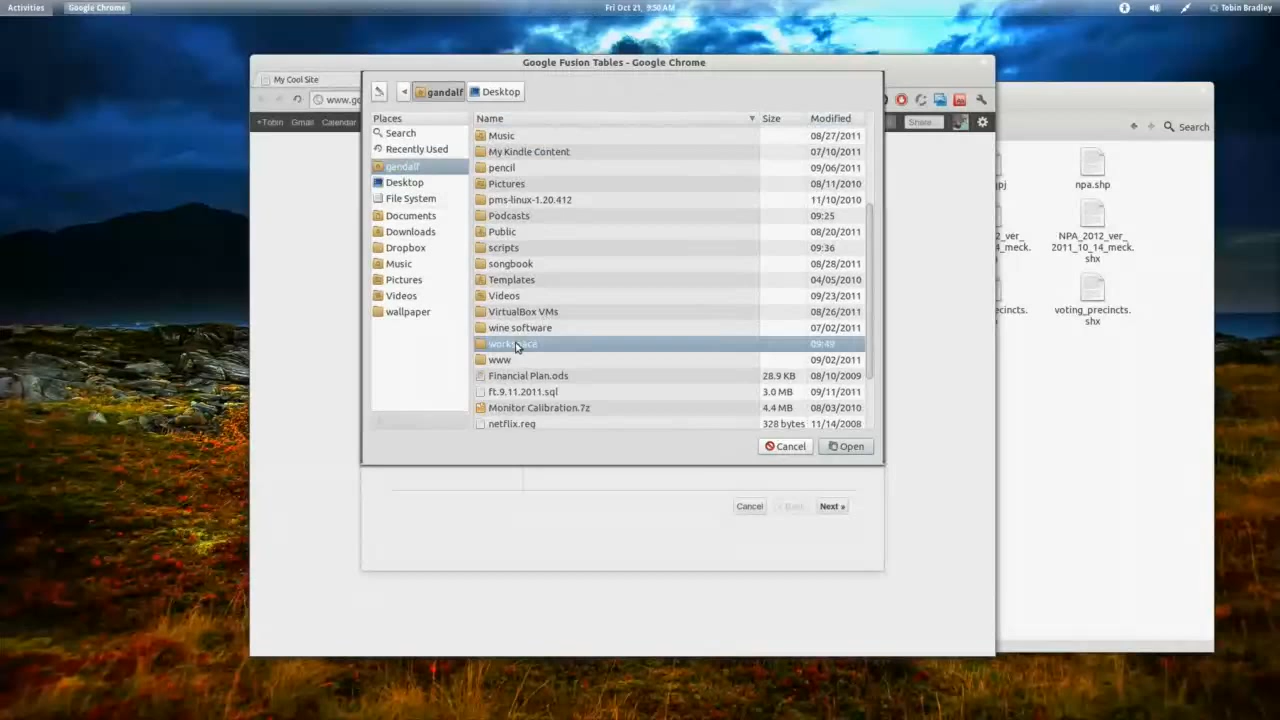 Activities
Google Chrome
Fri Oct 21, 9:50 AM
Tobin Bradley
Google Fusion Tables - Google Chrome
My Cool Site
www.go
+Tobin Gmail Calendar
Share...
Search
gandalf
Desktop
Places
Search
Recently Used
gandalf
Desktop
File System
Documents
Downloads
Dropbox
Music
Pictures
Videos
wallpaper
Name Size Modified
Music 08/27/2011
My Kindle Content 07/10/2011
pencil 09/06/2011
Pictures 08/11/2010
pms-linux-1.20.412 11/10/2010
Podcasts 09:25
Public 08/20/2011
scripts 09:36
songbook 08/28/2011
Templates 04/05/2010
Videos 09/23/2011
VirtualBox VMs 08/26/2011
wine software 07/02/2011
workspace 09:49
www 09/02/2011
Financial Plan.ods 28.9 KB 08/10/2009
ft.9.11.2011.sql 3.0 MB 09/11/2011
Monitor Calibration.7z 4.4 MB 08/03/2010
netflix.reg 328 bytes 11/14/2008
Cancel
Open
Cancel
« Back
Next »
npa.shp
NPA_2012_ver_
2011_10_14_meck.
shx
voting_precincts.
shx